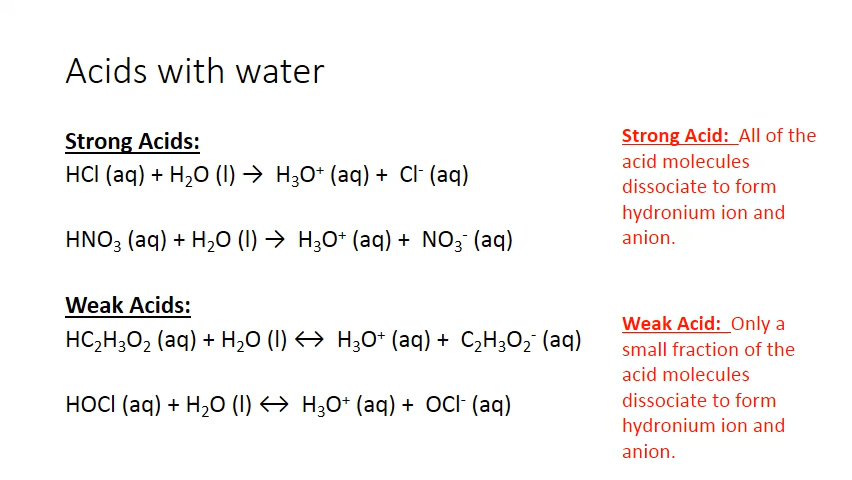 Acids with water
Strong Acids:
HCl (aq) + H₂O (l) → H₃O⁺ (aq) + Cl⁻ (aq)
HNO₃ (aq) + H₂O (l) → H₃O⁺ (aq) + NO₃⁻ (aq)
Weak Acids:
HC₂H₃O₂ (aq) + H₂O (l) ↔ H₃O⁺ (aq) + C₂H₃O₂⁻ (aq)
HOCl (aq) + H₂O (l) ↔ H₃O⁺ (aq) + OCl⁻ (aq)
Strong Acid: All of the
acid molecules
dissociate to form
hydronium ion and
anion.
Weak Acid: Only a
small fraction of the
acid molecules
dissociate to form
hydronium ion and
anion.